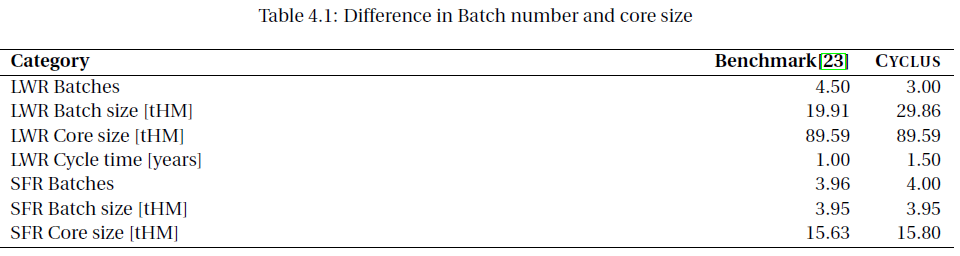 Table 4.1: Difference in Batch number and core size
Category Benchmark[23] CYCLUS
LWR Batches 4.50 3.00
LWR Batch size [tHM] 19.91 29.86
LWR Core size [tHM] 89.59 89.59
LWR Cycle time [years] 1.00 1.50
SFR Batches 3.96 4.00
SFR Batch size [tHM] 3.95 3.95
SFR Core size [tHM] 15.63 15.80